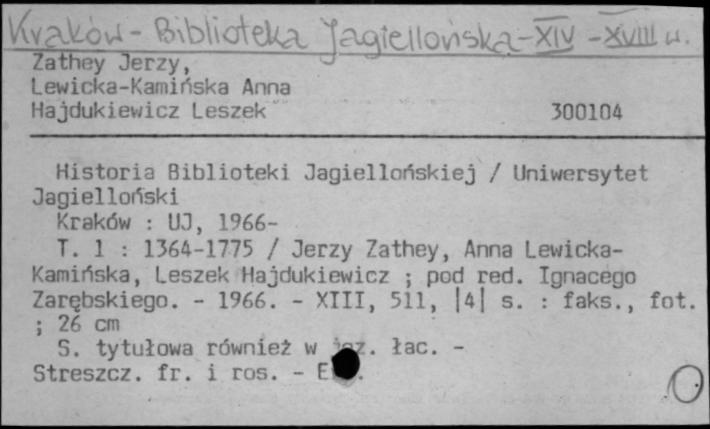 Kraków - Biblioteka Jagiellońska - XIV - XVIII w.
Zathey Jerzy,
Lewicka-Kamińska Anna
Hajdukiewicz Leszek 300104
Historia Biblioteki Jagiellońskiej / Uniwersytet
Jagielloński
Kraków : UJ, 1966-
T. 1 : 1364-1775 / Jerzy Zathey, Anna Lewicka-
Kamińska, Leszek Hajdukiewicz ; pod red. Ignacego
Zarębskiego. - 1966. - XIII, 511, |4| s. : faks., fot.
; 26 cm
S. tytułowa również w łac. -
Streszcz. fr. i ros. -